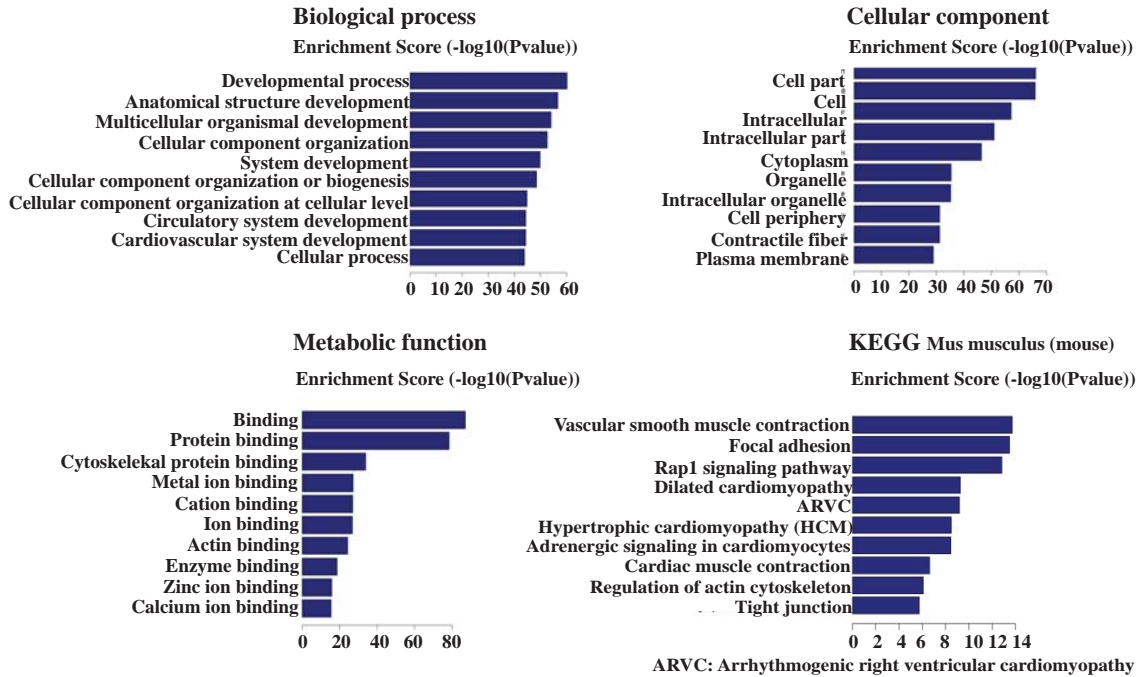 Biological process
Enrichment Score (-log10(Pvalue))
Developmental process
Anatomical structure development
Multicellular organismal development
Cellular component organization
System development
Cellular component organization or biogenesis
Cellular component organization at cellular level
Circulatory system development
Cardiovascular system development
Cellular process
0 10 20 30 40 50 60
Cellular component
Enrichment Score (-log10(Pvalue))
Cell part
Cell
Intracellular
Intracellular part
Cytoplasm
Organelle
Intracellular organelle
Cell periphery
Contractile fiber
Plasma membrane
0 10 20 30 40 50 60 70
Metabolic function
Enrichment Score (-log10(Pvalue))
Binding
Protein binding
Cytoskelekal protein binding
Metal ion binding
Cation binding
Ion binding
Actin binding
Enzyme binding
Zinc ion binding
Calcium ion binding
0 20 40 60 80
KEGG Mus musculus (mouse)
Enrichment Score (-log10(Pvalue))
Vascular smooth muscle contraction
Focal adhesion
Rap1 signaling pathway
Dilated cardiomyopathy
ARVC
Hypertrophic cardiomyopathy (HCM)
Adrenergic signaling in cardiomyocytes
Cardiac muscle contraction
Regulation of actin cytoskeleton
Tight junction
0 2 4 6 8 10 12 14
ARVC: Arrhythmogenic right ventricular cardiomyopathy